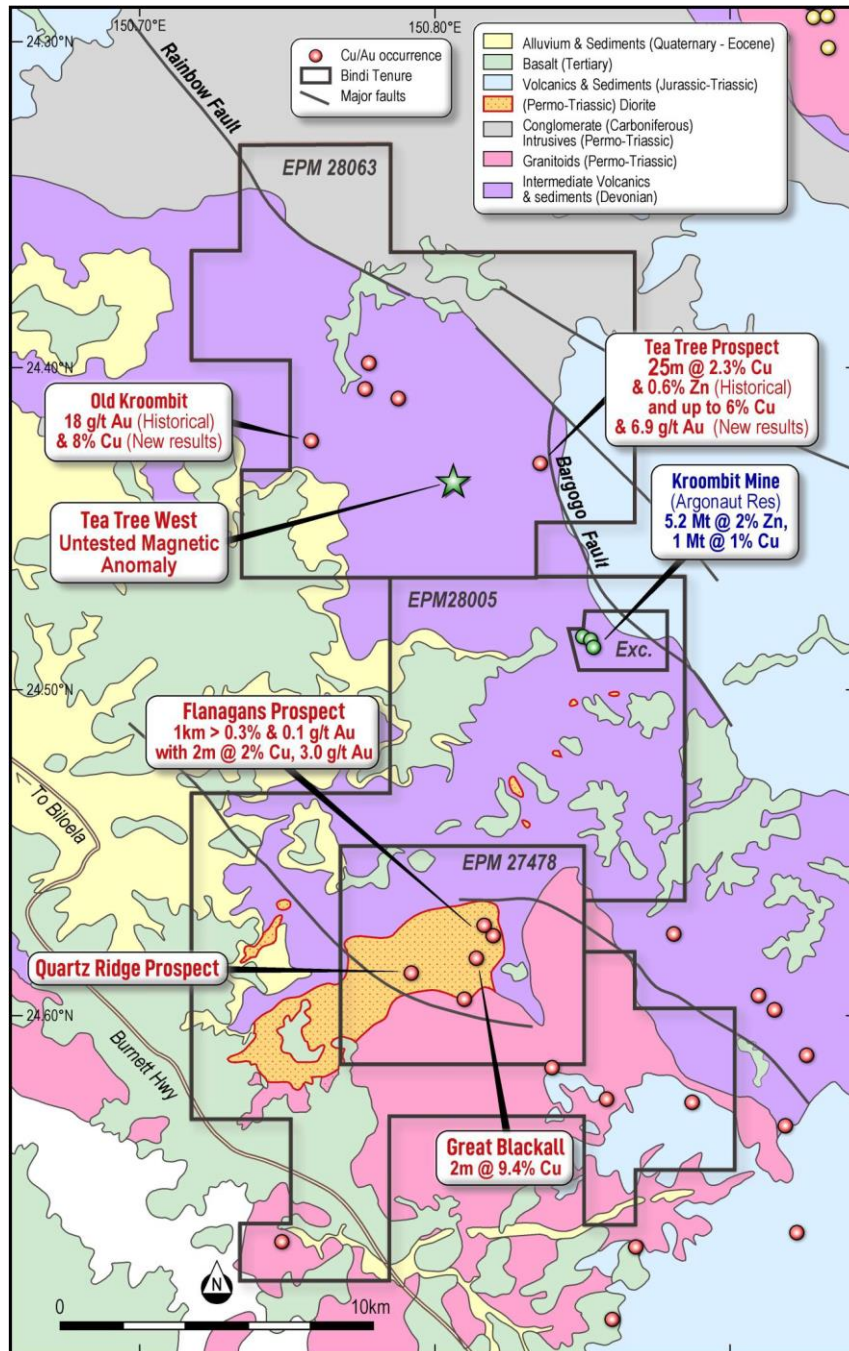 150.70°E
150.80°E
24.30°N
24.40°N
24.50°N
24.60°N
Cu/Au occurrence
Bindi Tenure
Major faults
Alluvium & Sediments (Quaternary - Eocene)
Basalt (Tertiary)
Volcanics & Sediments (Jurassic-Triassic)
(Permo-Triassic) Diorite
Conglomerate (Carboniferous)
Intrusives (Permo-Triassic)
Granitoids (Permo-Triassic)
Intermediate Volcanics
& sediments (Devonian)
Rainbow Fault
EPM 28063
Tea Tree Prospect
25m @ 2.3% Cu
& 0.6% Zn (Historical)
and up to 6% Cu
& 6.9 g/t Au (New results)
Old Kroombit
18 g/t Au (Historical)
& 8% Cu (New results)
Bargogo Fault
Kroombit Mine
(Argonaut Res)
5.2 Mt @ 2% Zn,
1 Mt @ 1% Cu
Tea Tree West
Untested Magnetic
Anomaly
EPM28005
Exc.
Flanagans Prospect
1km > 0.3% & 0.1 g/t Au
with 2m @ 2% Cu, 3.0 g/t Au
To Biloela
EPM 27478
Quartz Ridge Prospect
Burnett Hwy
Great Blackall
2m @ 9.4% Cu
N
0
10km